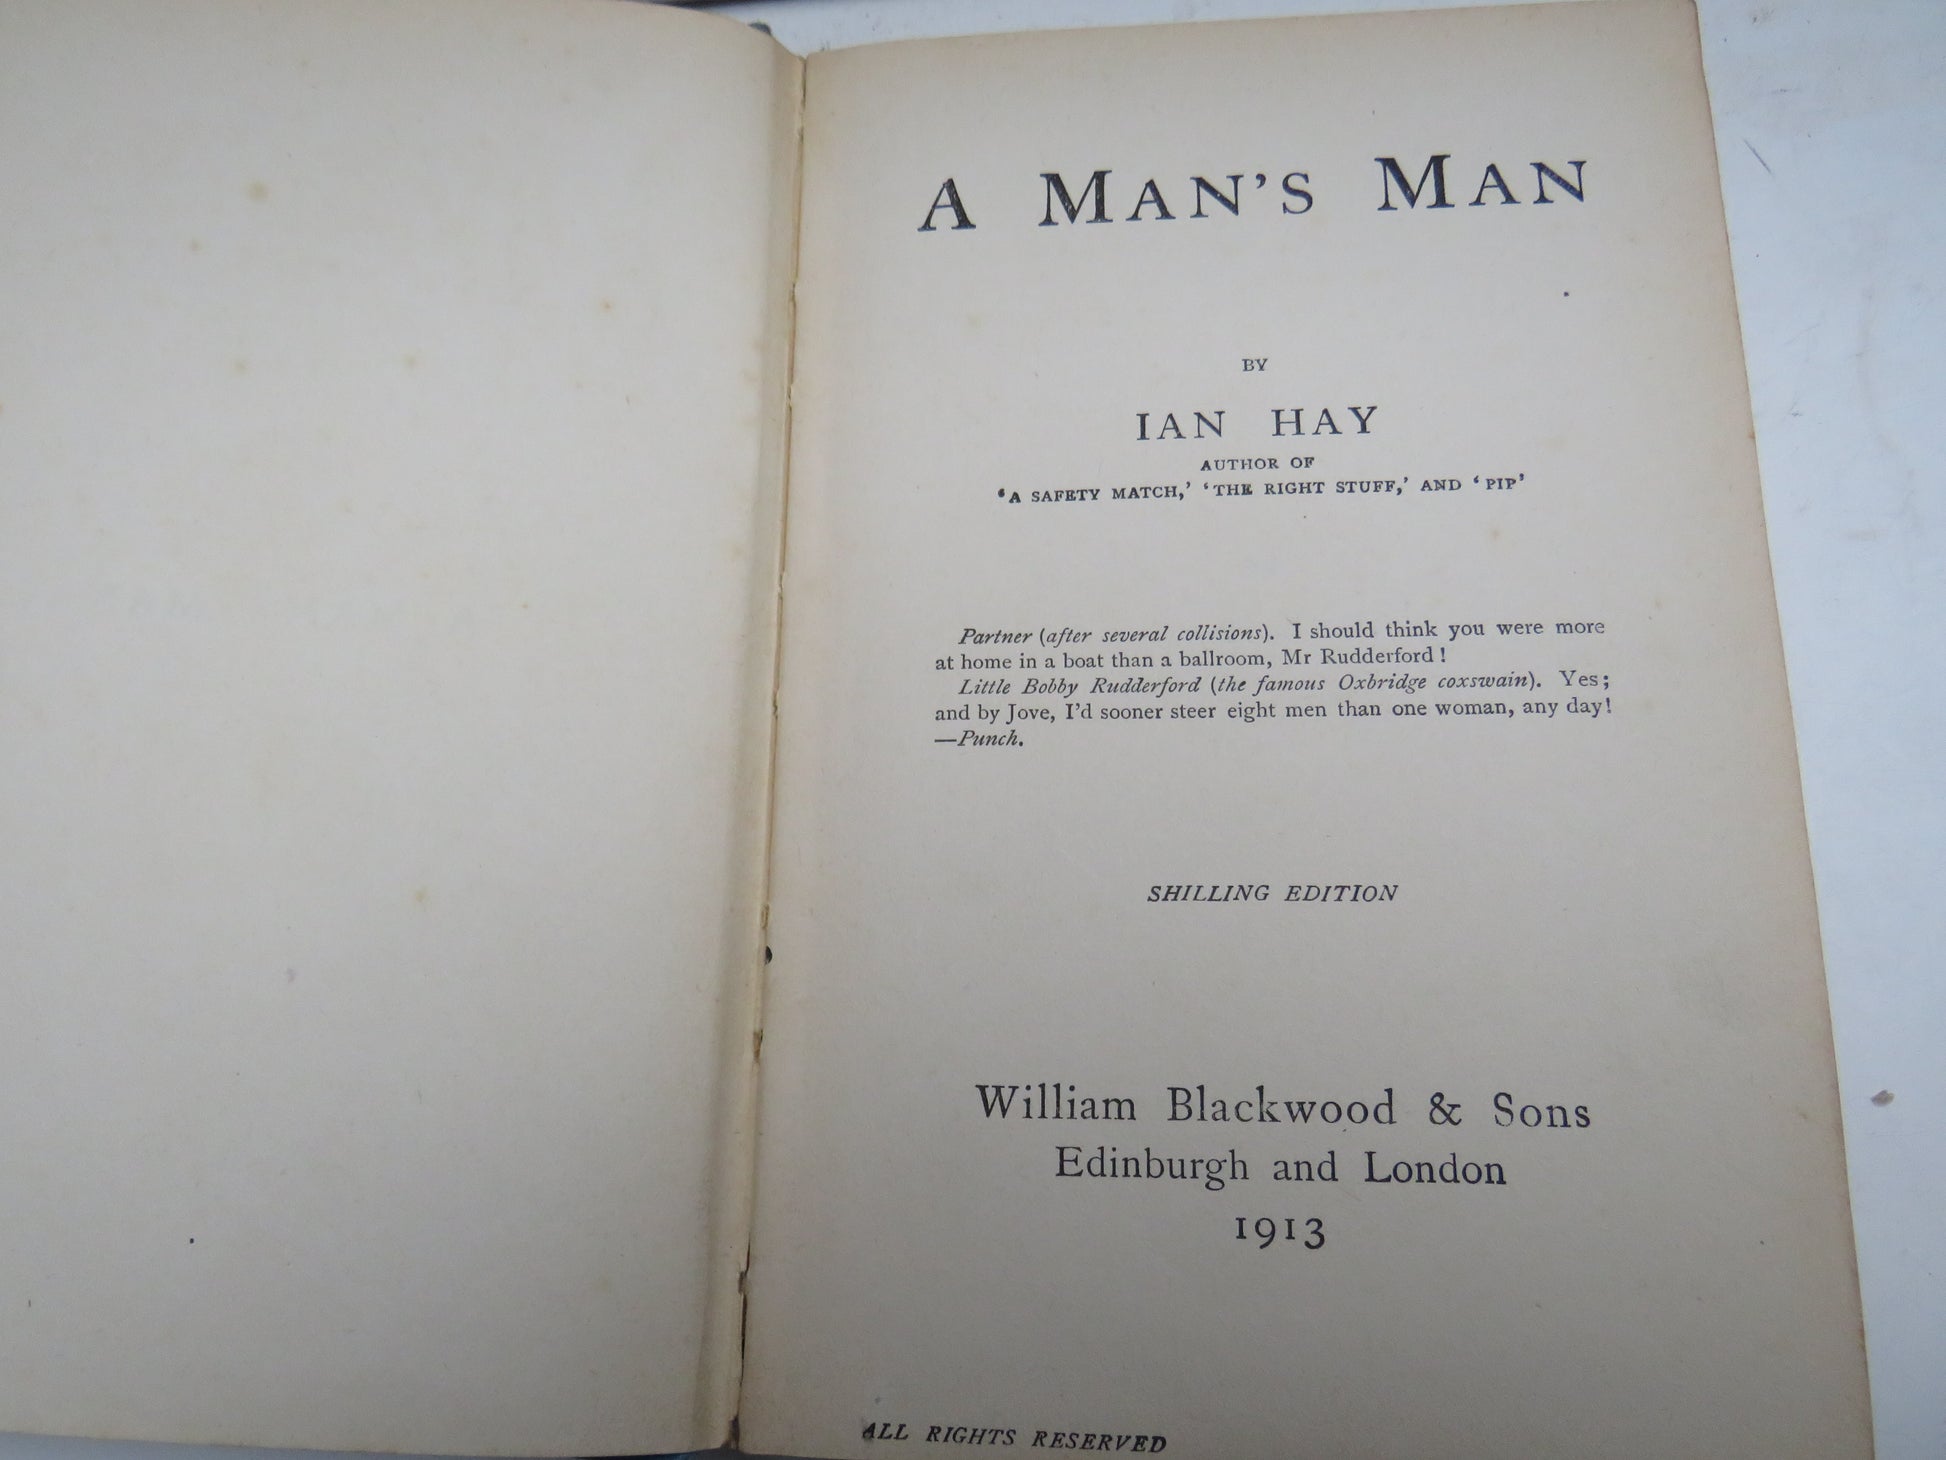 A MAN'S MAN
BY
IAN HAY
AUTHOR OF
'A SAFETY MATCH,' 'THE RIGHT STUFF,' AND 'PIP'
Partner (after several collisions). I should think you were more
at home in a boat than a ballroom, Mr Rudderford!
Little Bobby Rudderford (the famous Oxbridge coxswain). Yes;
and by Jove, I'd sooner steer eight men than one woman, any day!
—Punch.
SHILLING EDITION
William Blackwood & Sons
Edinburgh and London
1913
ALL RIGHTS RESERVED